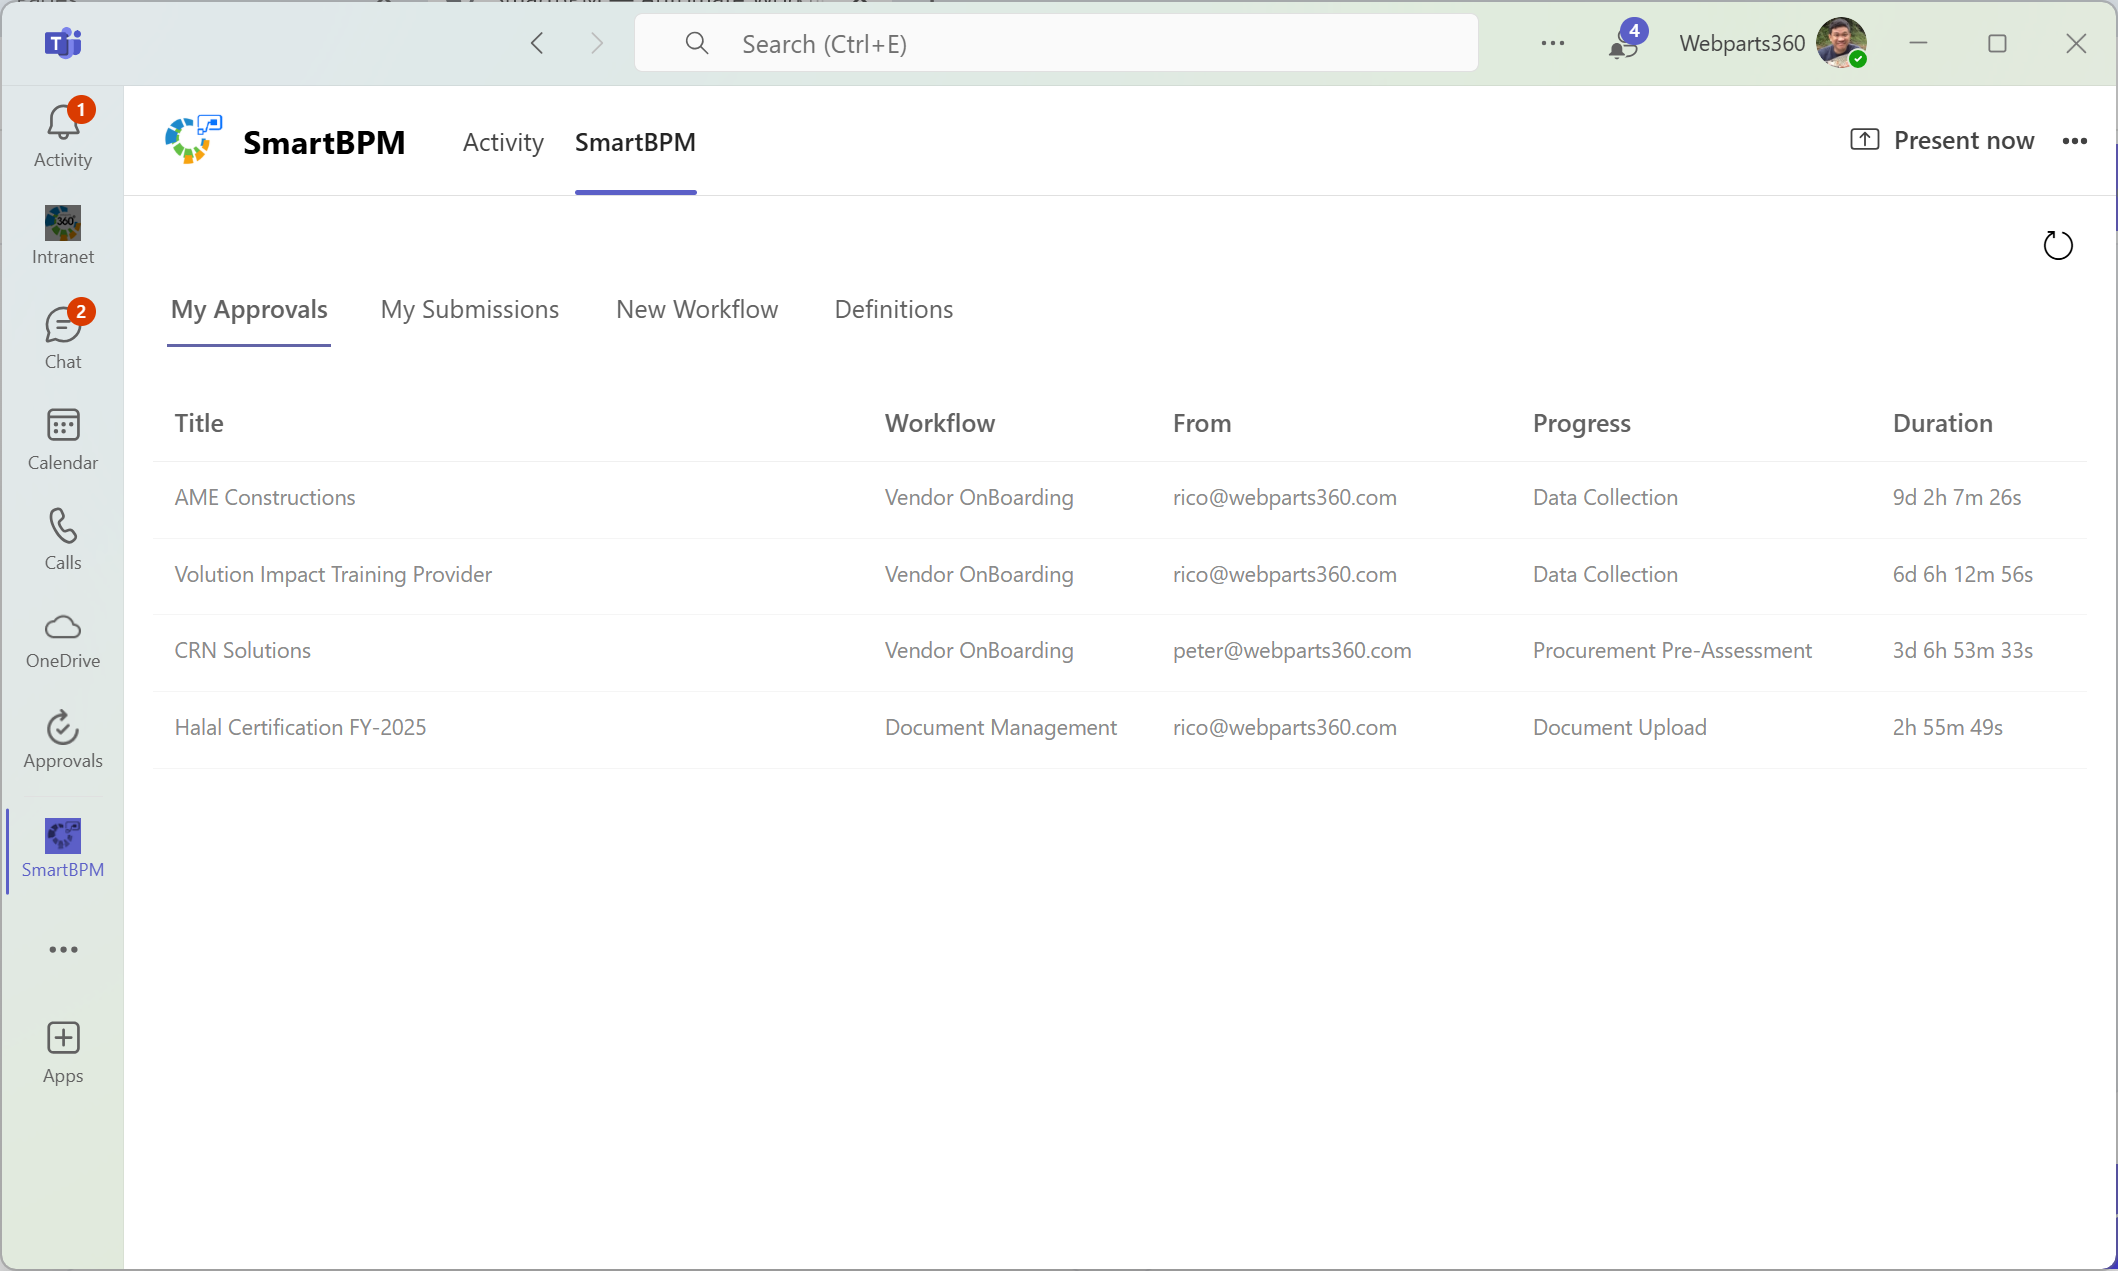 Search (Ctrl+E)
4
Webparts360
1
Activity
Intranet
2
Chat
Calendar
Calls
OneDrive
Approvals
SmartBPM
Apps
SmartBPM Activity SmartBPM
Present now
My Approvals My Submissions New Workflow Definitions
Title Workflow From Progress Duration
AME Constructions Vendor OnBoarding rico@webparts360.com Data Collection 9d 2h 7m 26s
Volution Impact Training Provider Vendor OnBoarding rico@webparts360.com Data Collection 6d 6h 12m 56s
CRN Solutions Vendor OnBoarding peter@webparts360.com Procurement Pre-Assessment 3d 6h 53m 33s
Halal Certification FY-2025 Document Management rico@webparts360.com Document Upload 2h 55m 49s